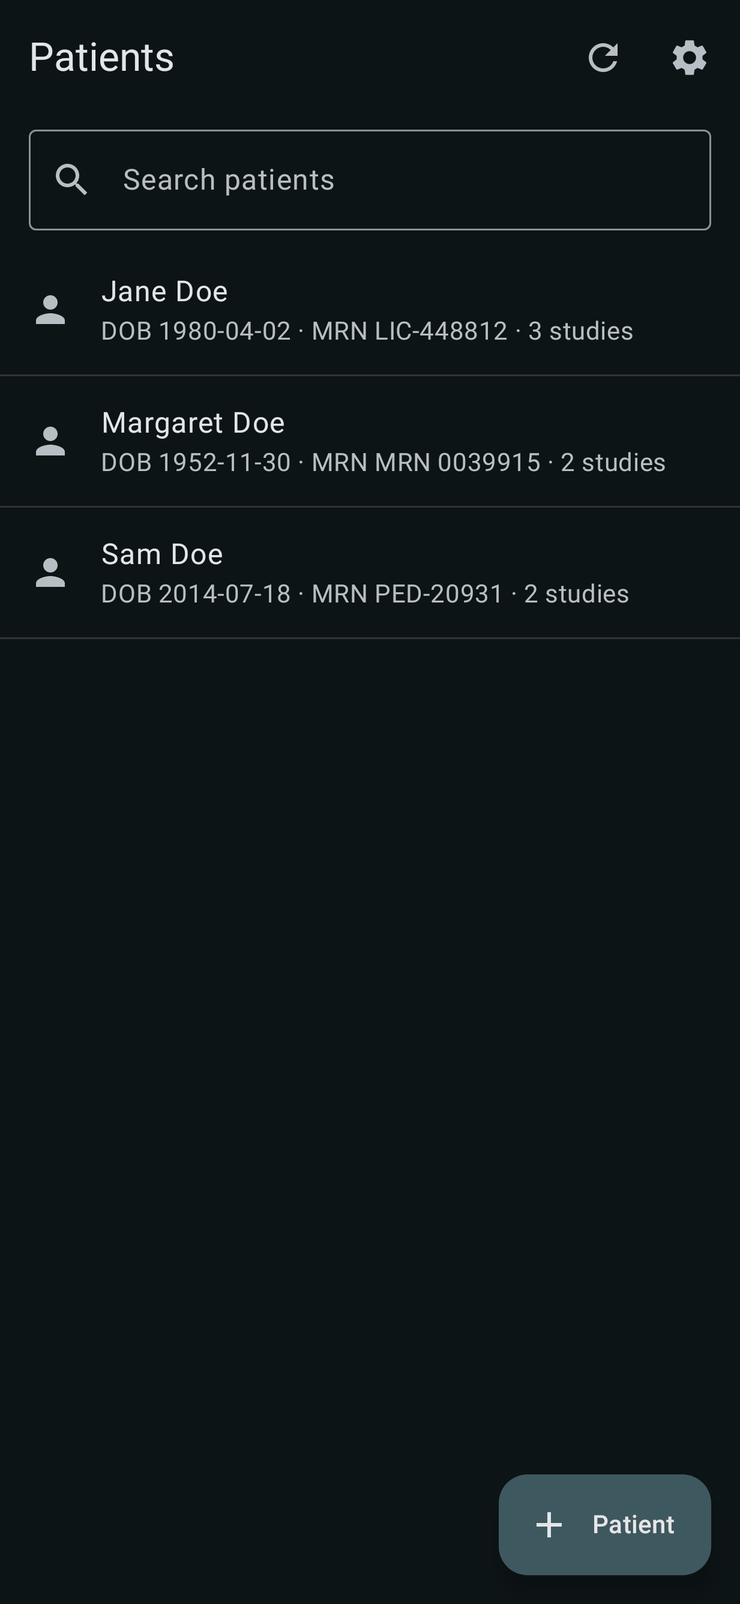 Patients
Search patients
Jane Doe
DOB 1980-04-02 · MRN LIC-448812 · 3 studies
Margaret Doe
DOB 1952-11-30 · MRN MRN 0039915 · 2 studies
Sam Doe
DOB 2014-07-18 · MRN PED-20931 · 2 studies
Patient